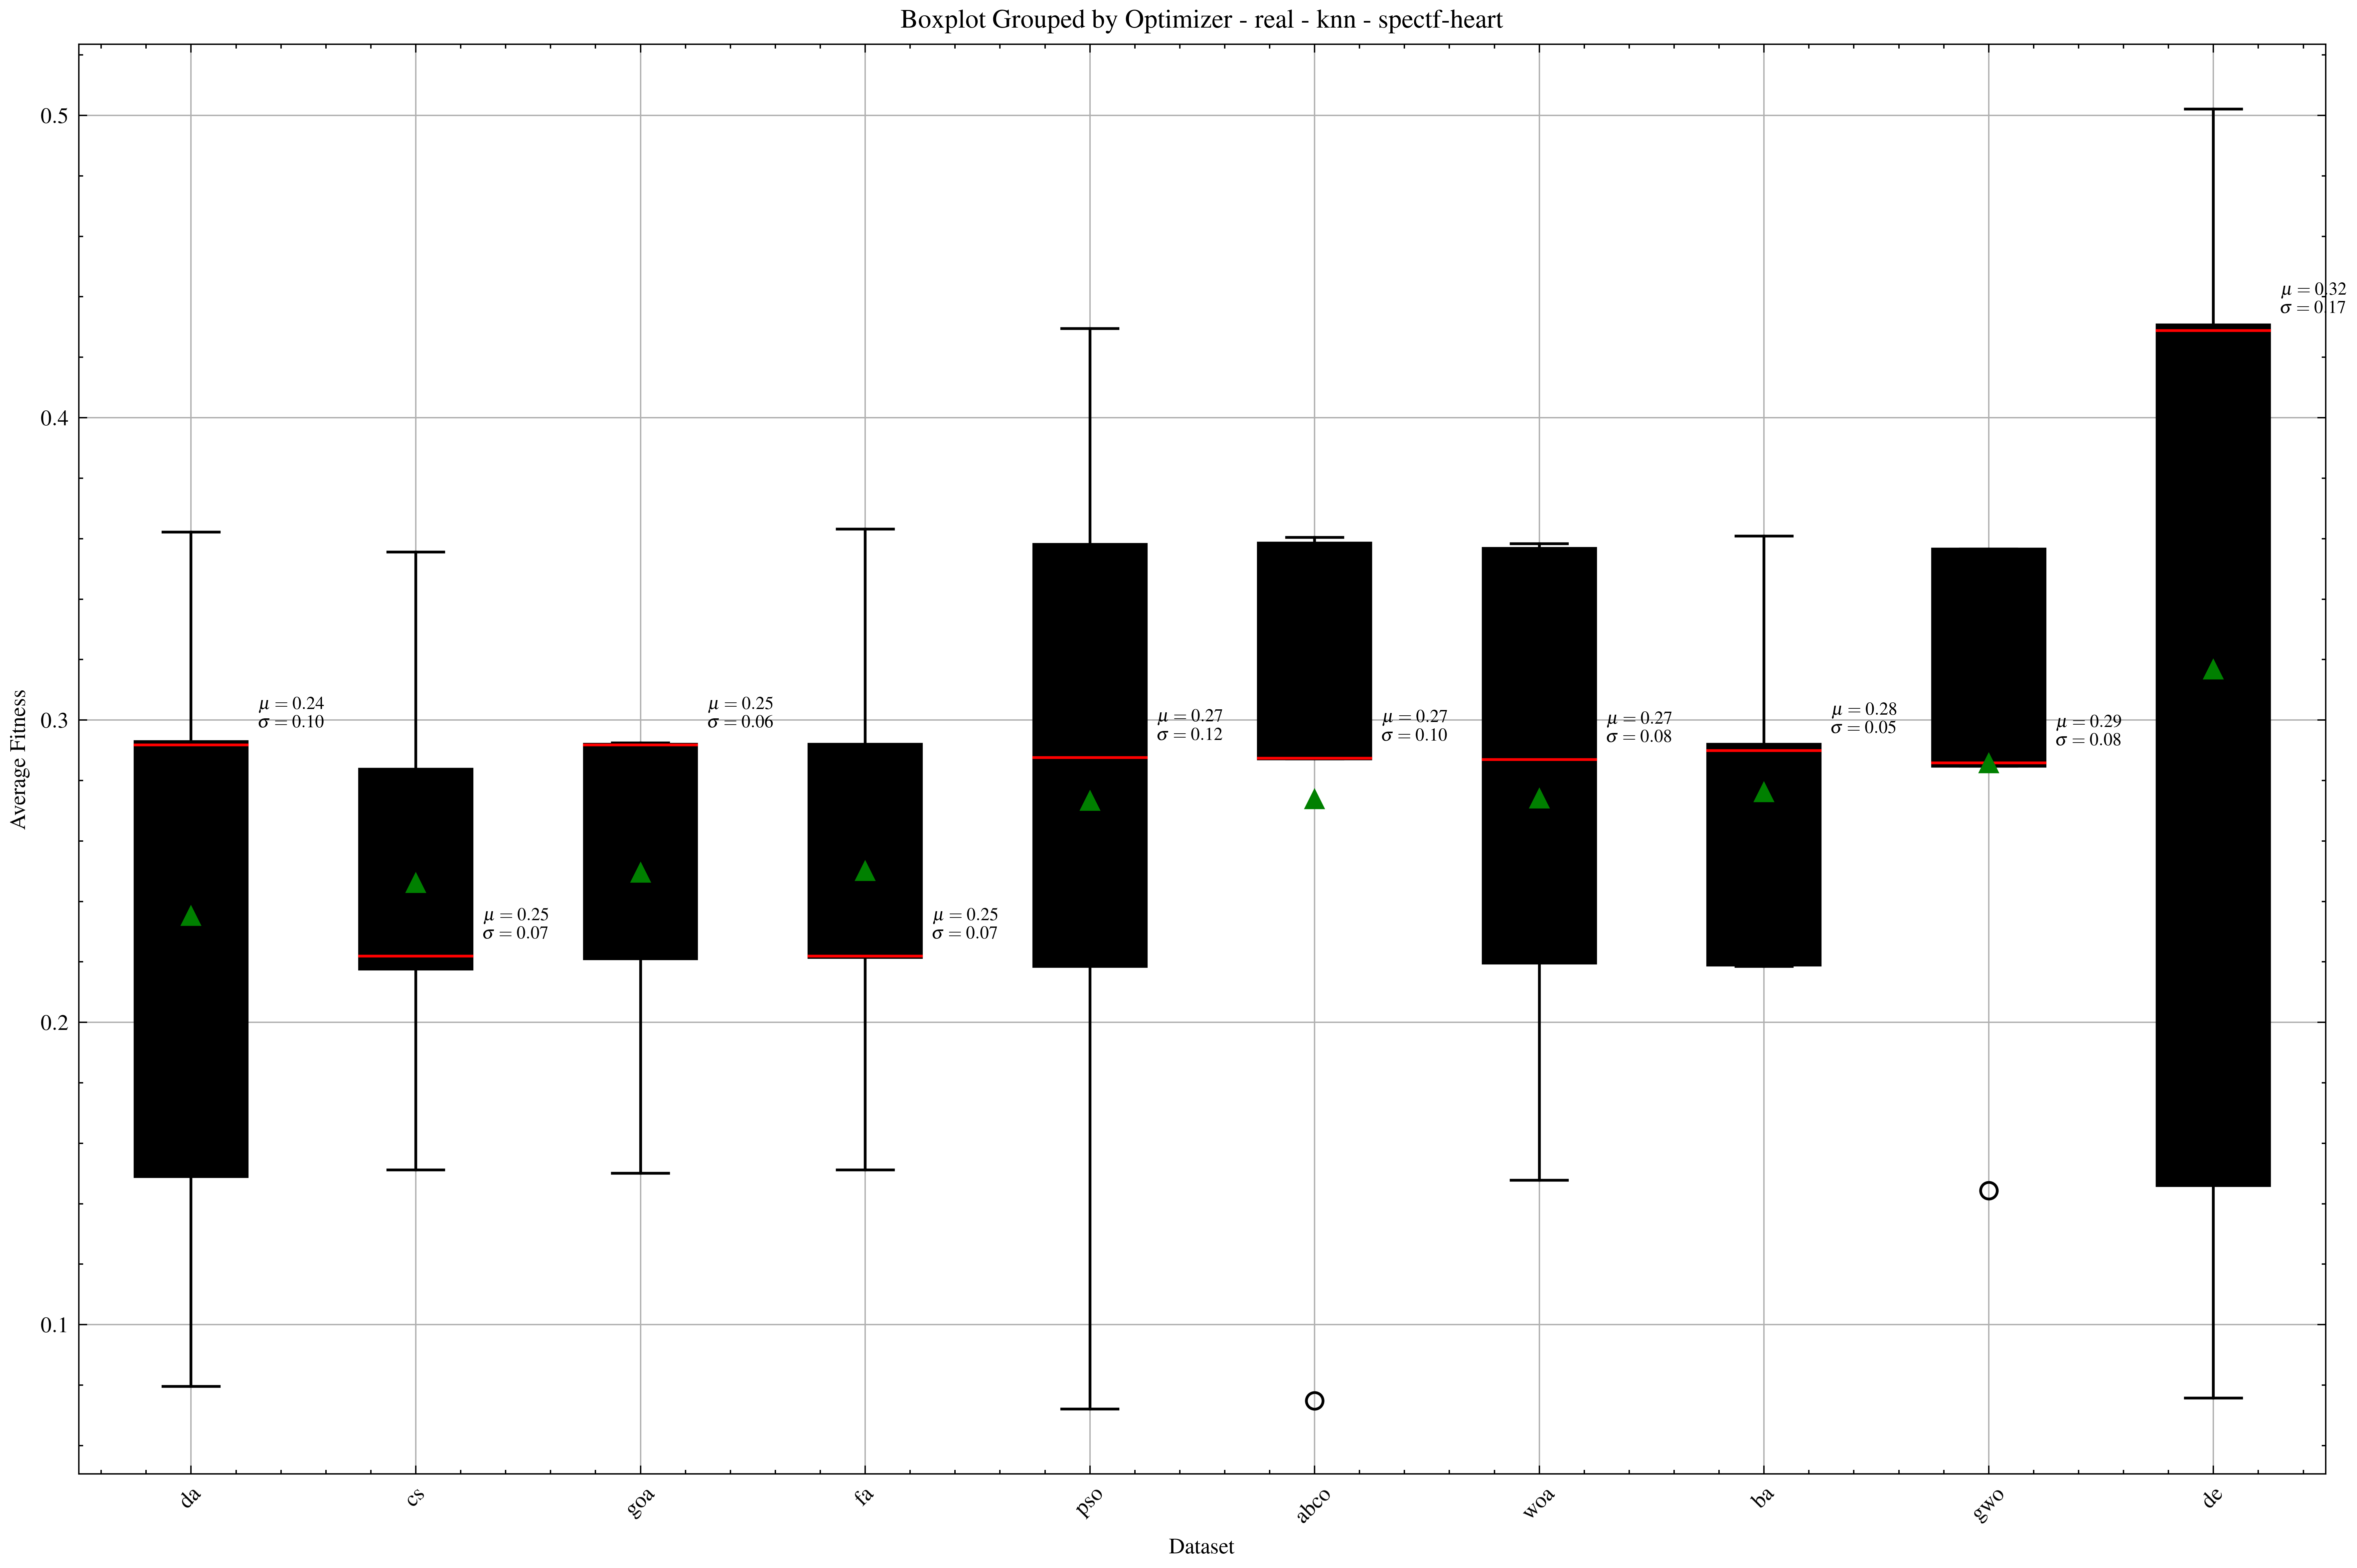 Boxplot Grouped by Optimizer - real - knn - spectf-heart
Average Fitness
0.5
0.4
0.3
0.2
0.1
μ = 0.24
σ = 0.10
μ = 0.25
σ = 0.07
μ = 0.25
σ = 0.06
μ = 0.25
σ = 0.07
μ = 0.27
σ = 0.12
μ = 0.27
σ = 0.10
μ = 0.27
σ = 0.08
μ = 0.28
σ = 0.05
μ = 0.29
σ = 0.08
μ = 0.32
σ = 0.17
da
cs
goa
fa
pso
abco
woa
ba
gwo
de
Dataset